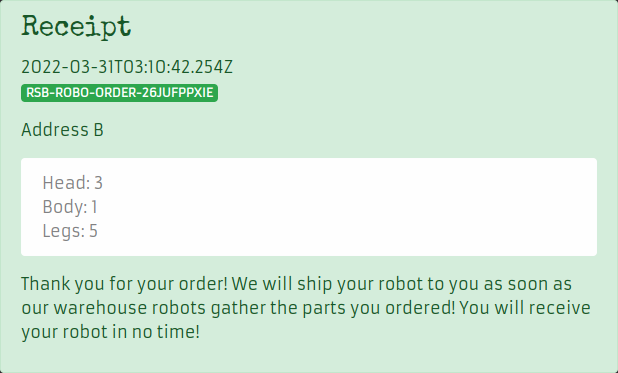 Receipt
2022-03-31T03:10:42.254Z
RSB-ROBO-ORDER-26JUFPPXIE
Address B
Head: 3
Body: 1
Legs: 5
Thank you for your order! We will ship your robot to you as soon as
our warehouse robots gather the parts you ordered! You will receive
your robot in no time!